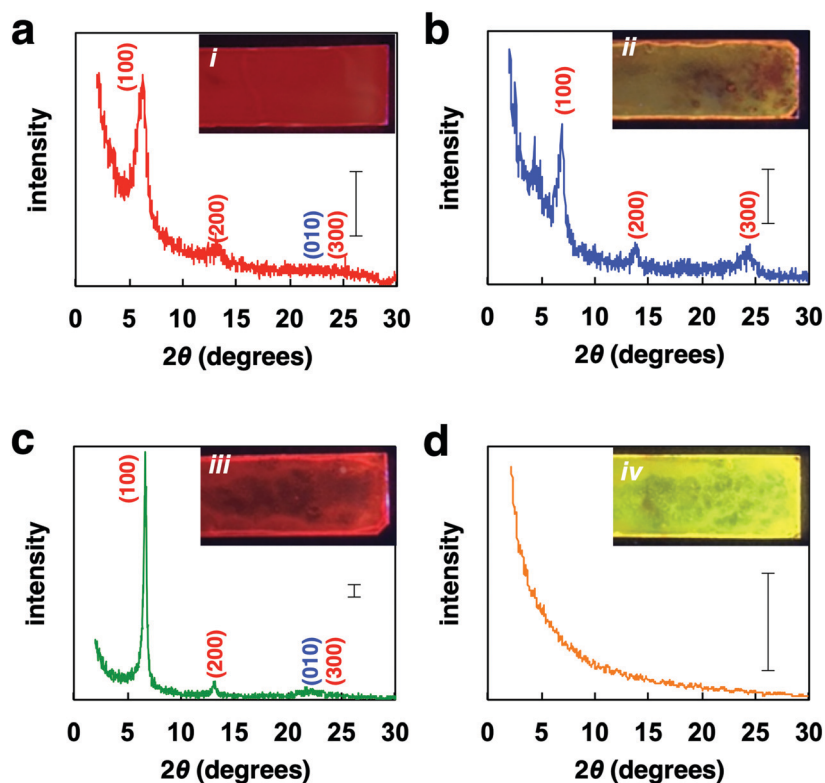 a
(100)
i
(200)
(010)
(300)
intensity
0 5 10 15 20 25 30
2θ (degrees)
b
(100)
ii
(200)
(300)
intensity
0 5 10 15 20 25 30
2θ (degrees)
c
(100)
iii
(200)
(010)
(300)
intensity
0 5 10 15 20 25 30
2θ (degrees)
d
iv
intensity
0 5 10 15 20 25 30
2θ (degrees)